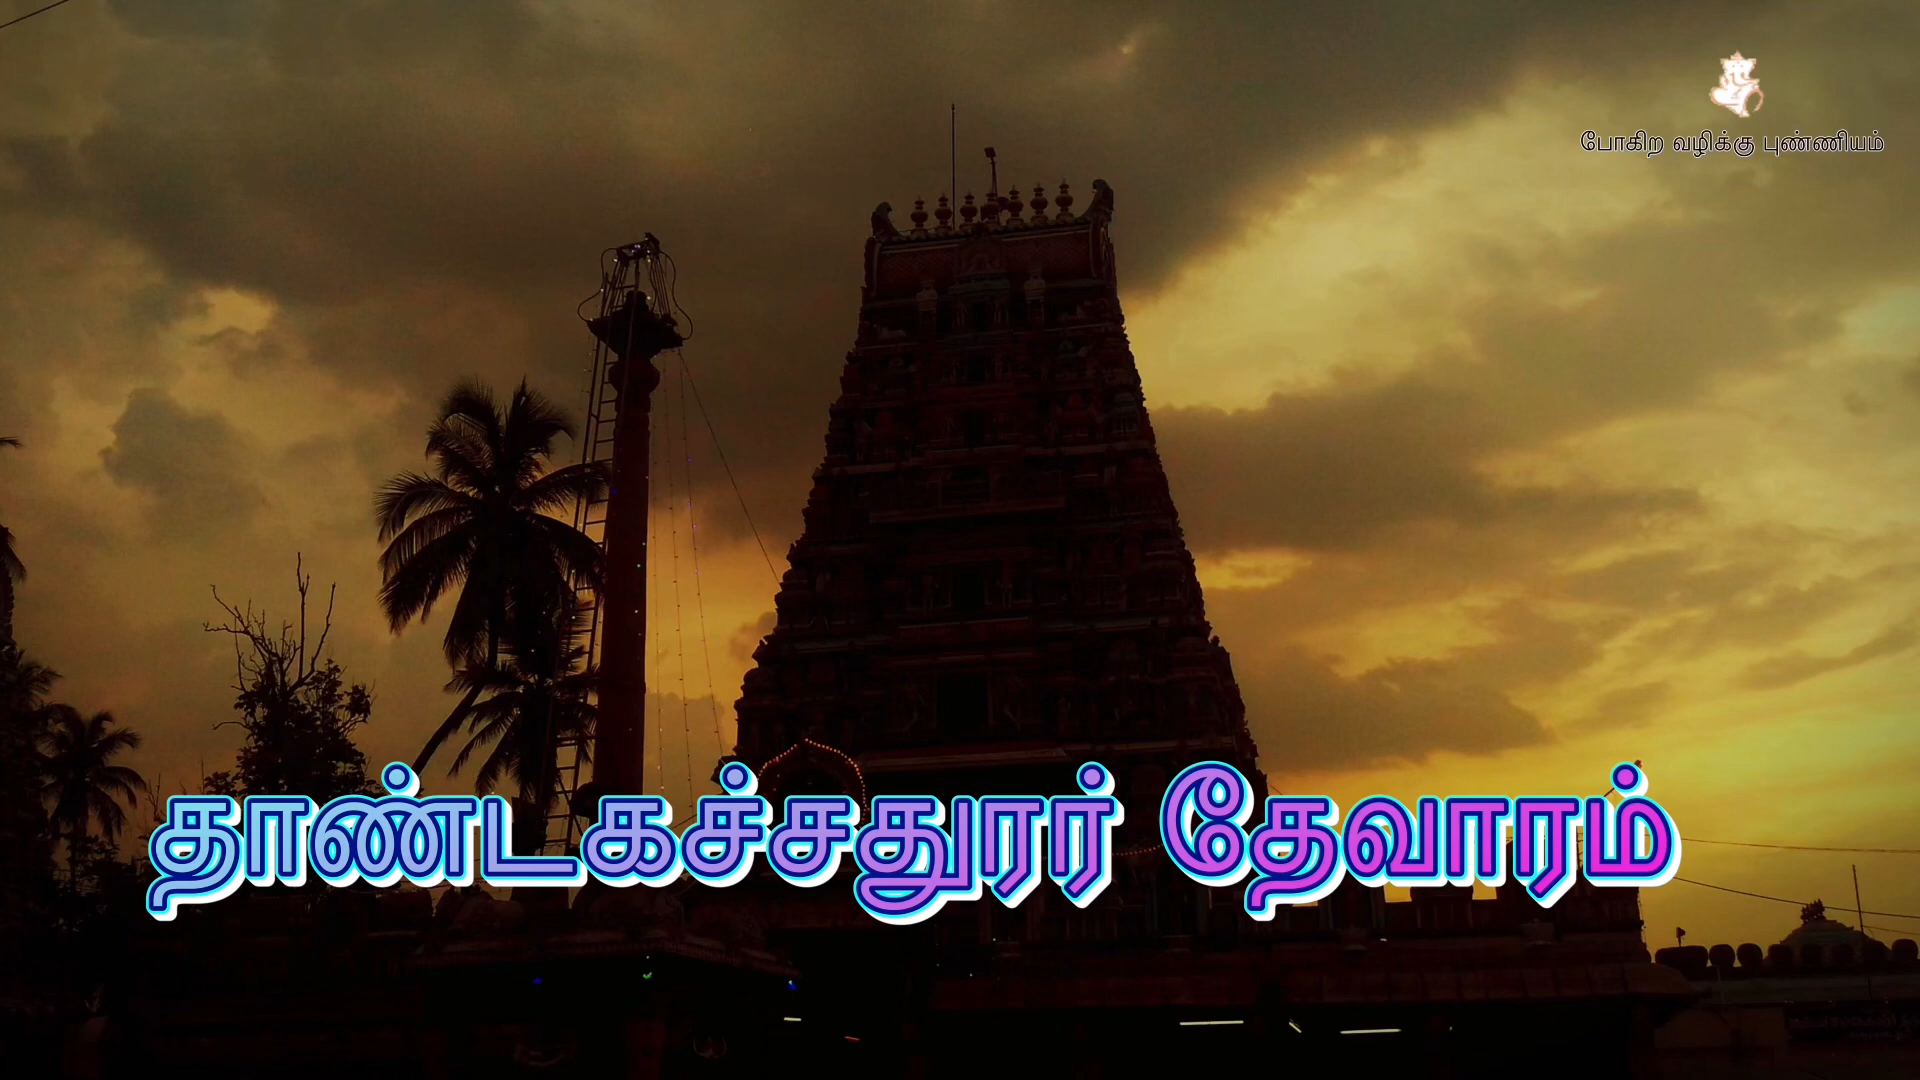 போகிற வழிக்கு புண்ணியம்
தாண்டகச்சதுரர் தேவாரம்